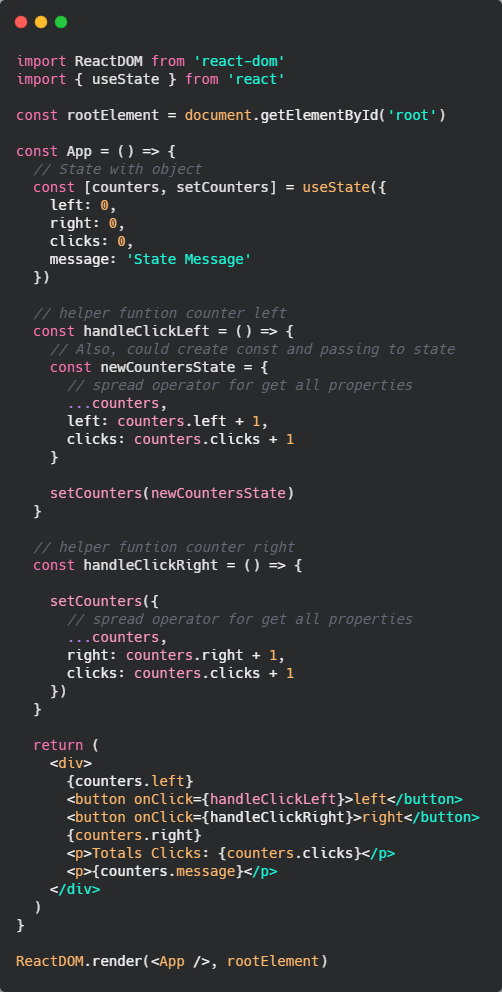 import ReactDOM from 'react-dom'
import { useState } from 'react'

const rootElement = document.getElementById('root')

const App = () => {
  // State with object
  const [counters, setCounters] = useState({
    left: 0,
    right: 0,
    clicks: 0,
    message: 'State Message'
  })

  // helper funtion counter left
  const handleClickLeft = () => {
    // Also, could create const and passing to state
    const newCountersState = {
      // spread operator for get all properties
      ...counters,
      left: counters.left + 1,
      clicks: counters.clicks + 1
    }

    setCounters(newCountersState)
  }

  // helper funtion counter right
  const handleClickRight = () => {

    setCounters({
      // spread operator for get all properties
      ...counters,
      right: counters.right + 1,
      clicks: counters.clicks + 1
    })
  }

  return (
    <div>
      {counters.left}
      <button onClick={handleClickLeft}>left</button>
      <button onClick={handleClickRight}>right</button>
      {counters.right}
      <p>Totals Clicks: {counters.clicks}</p>
      <p>{counters.message}</p>
    </div>
  )
}

ReactDOM.render(<App />, rootElement)